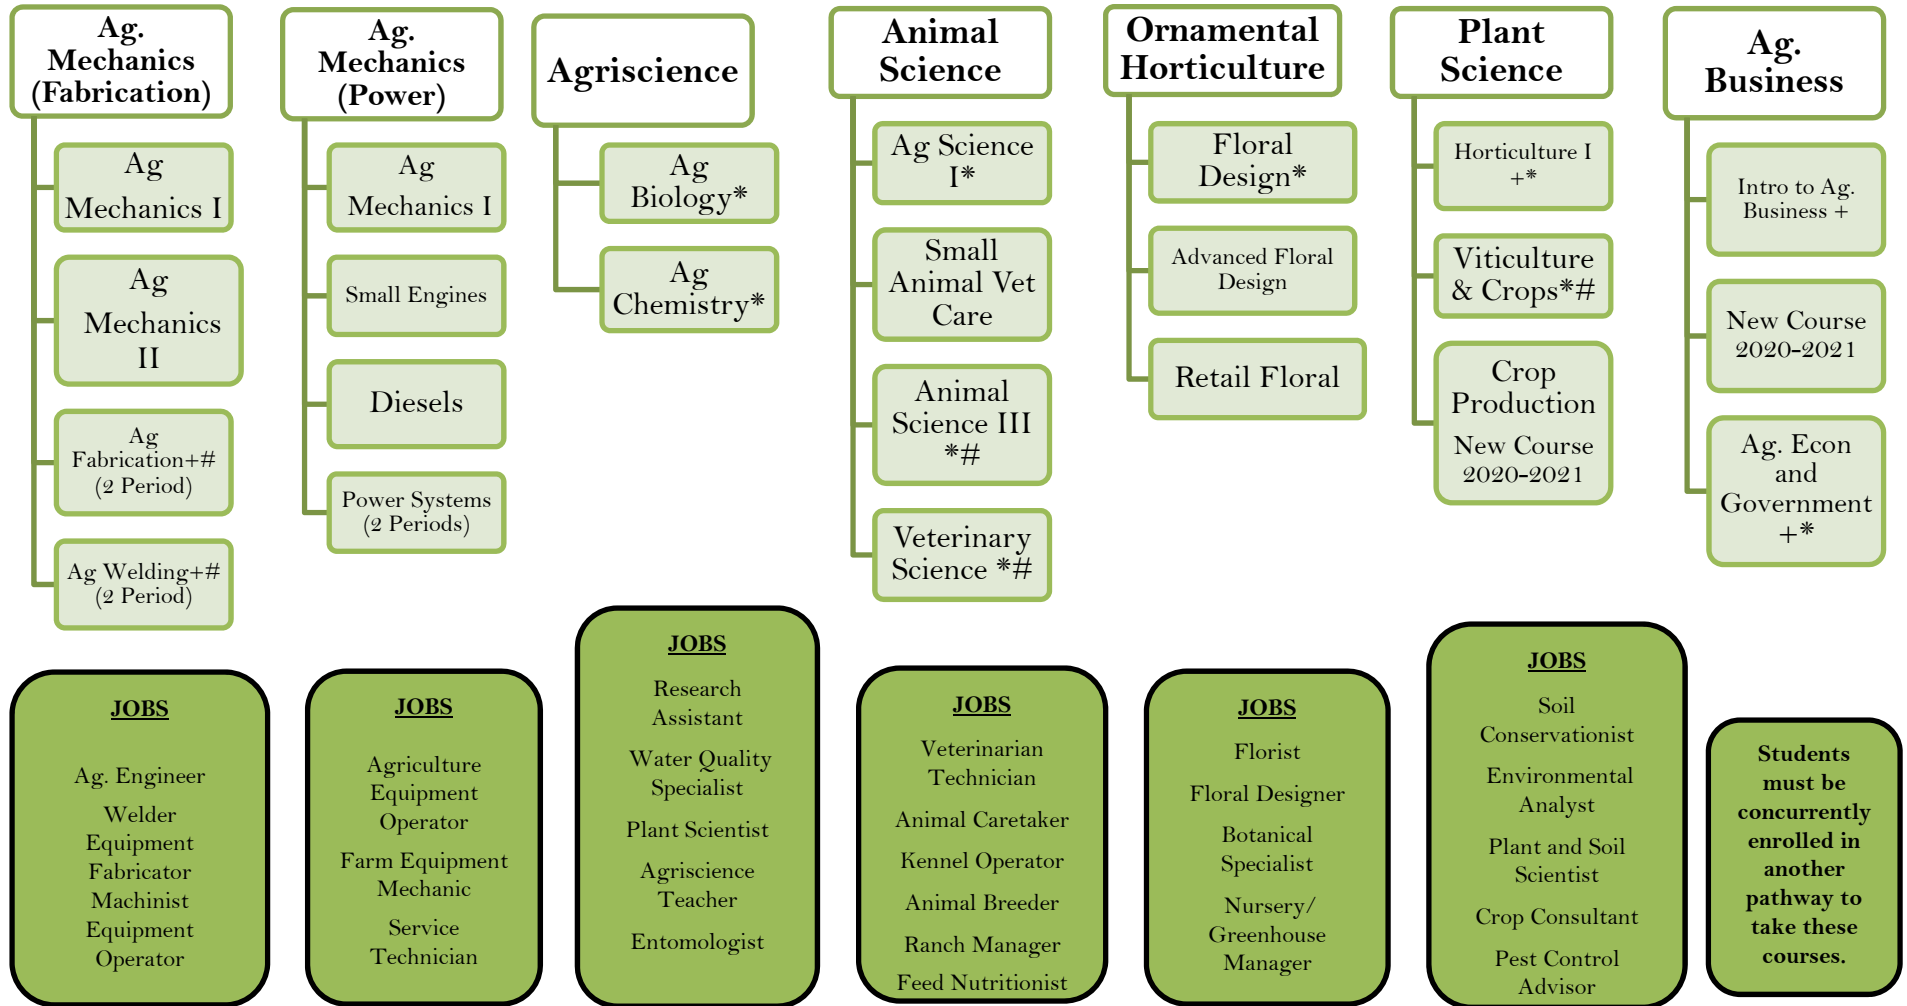 Ag.
Mechanics
(Fabrication)
Ag
Mechanics I
Ag
Mechanics
II
Ag
Fabrication+#
(2 Period)
Ag Welding+#
(2 Period)
Ag.
Mechanics
(Power)
Ag
Mechanics I
Small Engines
Diesels
Power Systems
(2 Periods)
Agriscience
Ag
Biology*
Ag
Chemistry*
Animal
Science
Ag Science
I*
Small
Animal Vet
Care
Animal
Science III
*#
Veterinary
Science *#
Ornamental
Horticulture
Floral
Design*
Advanced Floral
Design
Retail Floral
Plant
Science
Horticulture I
+*
Viticulture
& Crops*#
Crop
Production
New Course
2020-2021
Ag.
Business
Intro to Ag.
Business +
New Course
2020-2021
Ag. Econ
and
Government
+*
JOBS
Ag. Engineer
Welder
Equipment
Fabricator
Machinist
Equipment
Operator
JOBS
Agriculture
Equipment
Operator
Farm Equipment
Mechanic
Service
Technician
JOBS
Research
Assistant
Water Quality
Specialist
Plant Scientist
Agriscience
Teacher
Entomologist
JOBS
Veterinarian
Technician
Animal Caretaker
Kennel Operator
Animal Breeder
Ranch Manager
Feed Nutritionist
JOBS
Florist
Floral Designer
Botanical
Specialist
Nursery/
Greenhouse
Manager
JOBS
Soil
Conservationist
Environmental
Analyst
Plant and Soil
Scientist
Crop Consultant
Pest Control
Advisor
Students
must be
concurrently
enrolled in
another
pathway to
take these
courses.